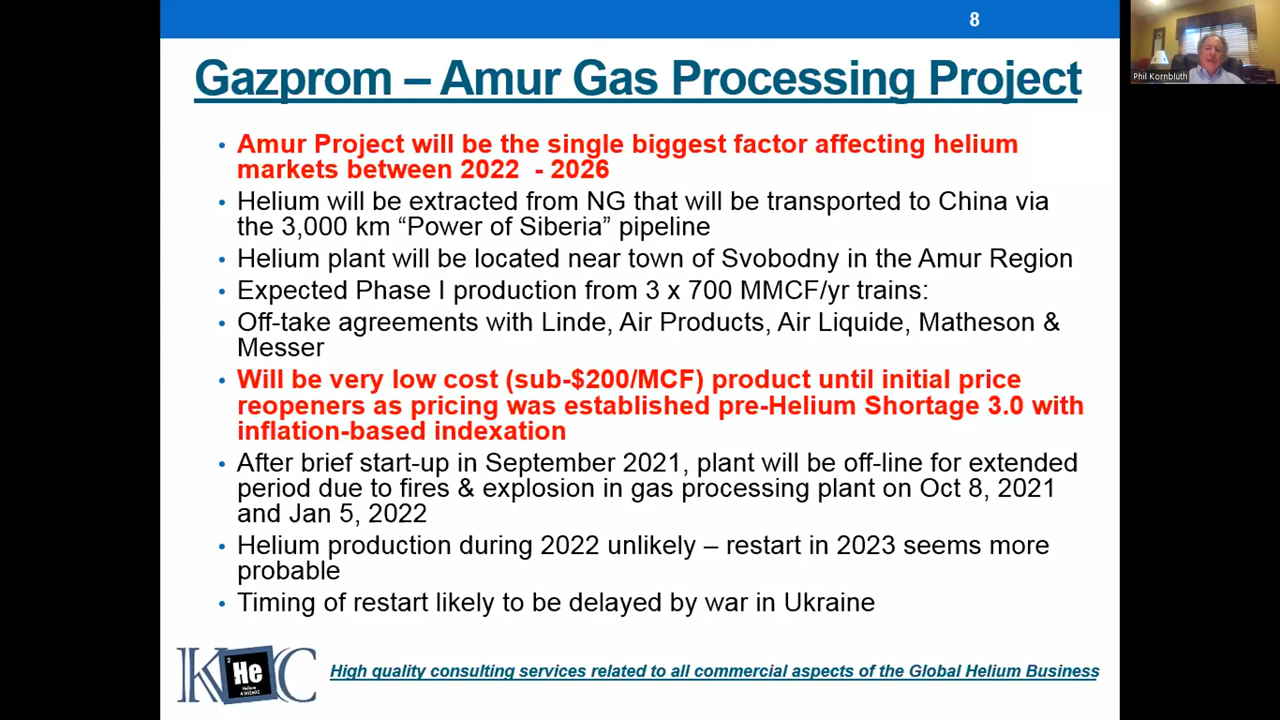 8
Phil Kornbluth
Gazprom – Amur Gas Processing Project
• Amur Project will be the single biggest factor affecting helium
markets between 2022 - 2026
• Helium will be extracted from NG that will be transported to China via
the 3,000 km “Power of Siberia” pipeline
• Helium plant will be located near town of Svobodny in the Amur Region
• Expected Phase I production from 3 x 700 MMCF/yr trains:
• Off-take agreements with Linde, Air Products, Air Liquide, Matheson &
Messer
• Will be very low cost (sub-$200/MCF) product until initial price
reopeners as pricing was established pre-Helium Shortage 3.0 with
inflation-based indexation
• After brief start-up in September 2021, plant will be off-line for extended
period due to fires & explosion in gas processing plant on Oct 8, 2021
and Jan 5, 2022
• Helium production during 2022 unlikely – restart in 2023 seems more
probable
• Timing of restart likely to be delayed by war in Ukraine
K
2
He
Helium
C
High quality consulting services related to all commercial aspects of the Global Helium Business